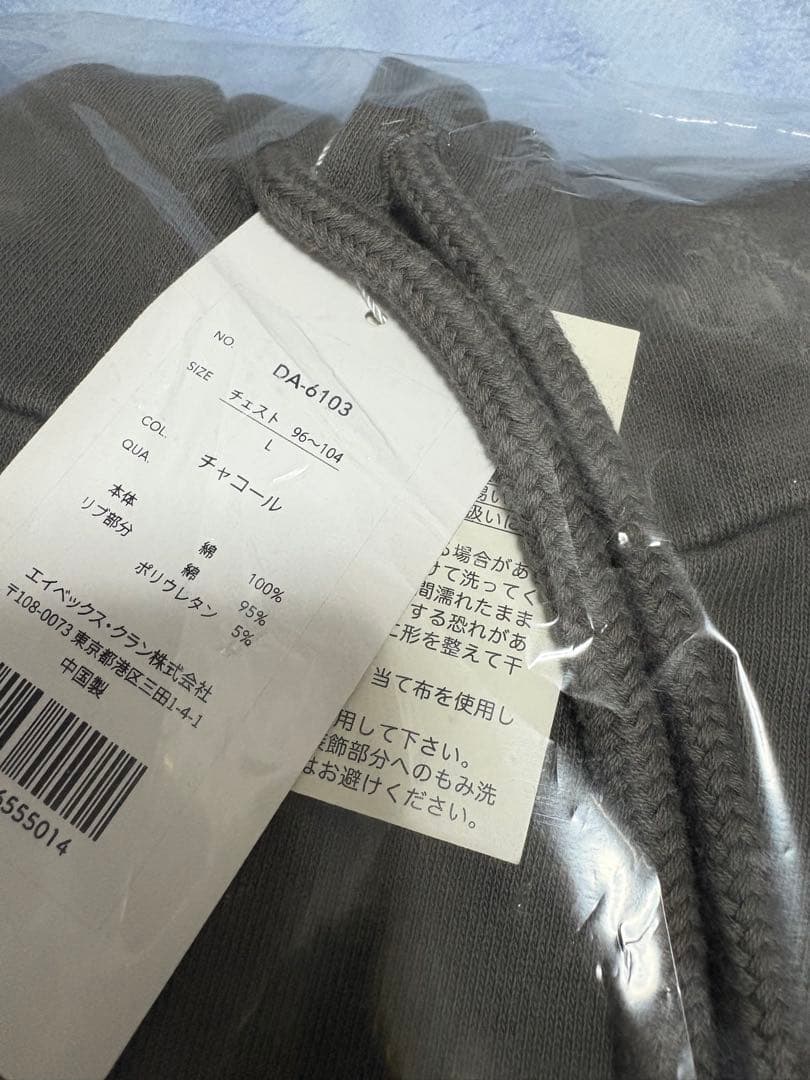 NO. DA-6103
SIZE チェスト 96〜104
L
COL. チャコール
QUA.
本体 綿 100%
リブ部分 綿 95%
ポリウレタン 5%
エイベックス・クラン株式会社
〒108-0073 東京都港区三田1-4-1
中国製
555014
易い
扱いに
る場合があ
けて洗ってく
間濡れたまま
する恐れがあ
に形を整えて干
当て布を使用し
用して下さい。
装飾部分へのもみ洗
はお避けください。